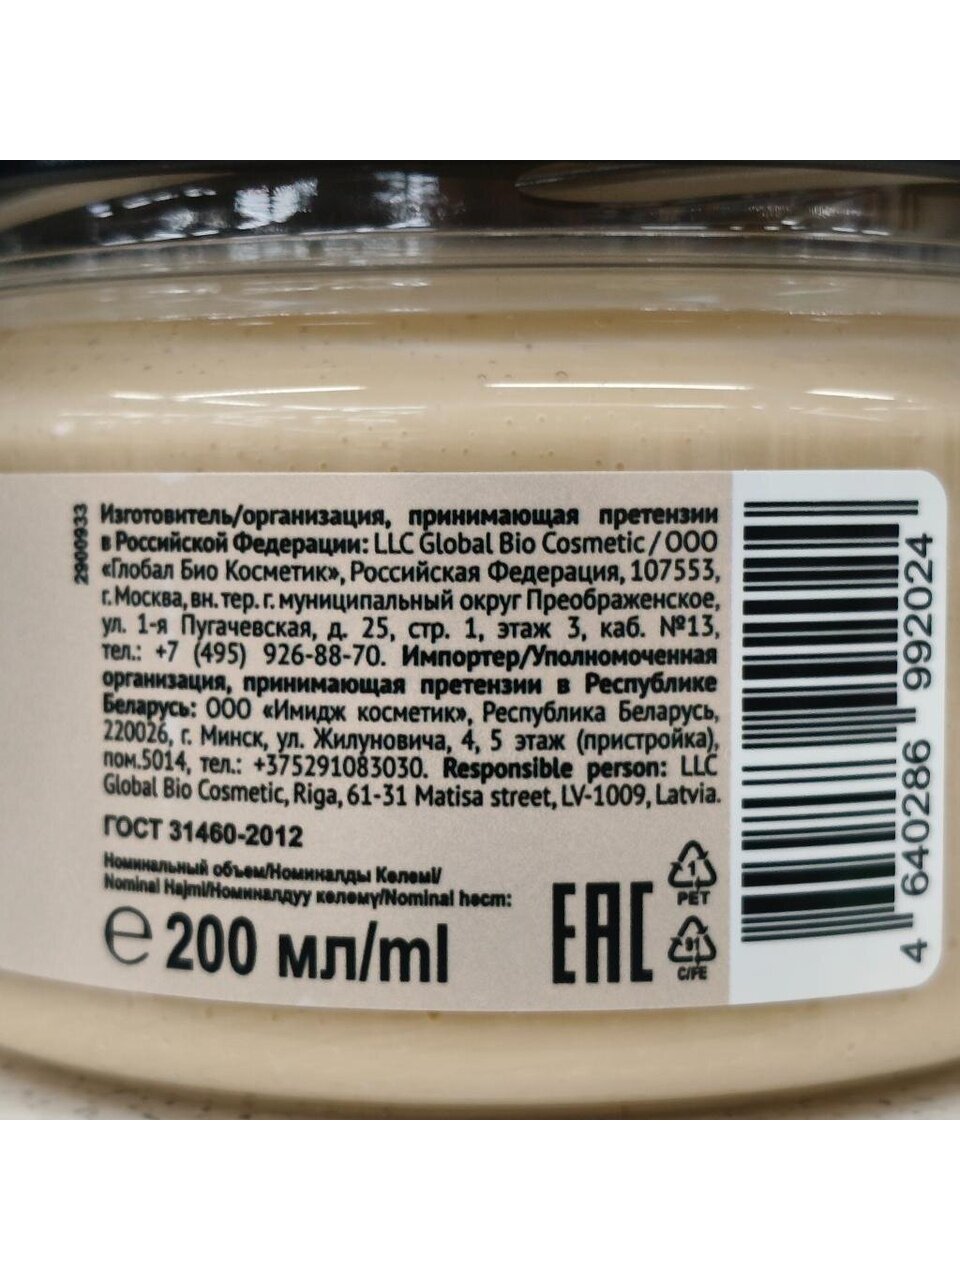 2900933
Изготовитель/организация, принимающая претензии
в Российской Федерации: LLC Global Bio Cosmetic / ООО
«Глобал Био Косметик», Российская Федерация, 107553,
г. Москва, вн. тер. г. муниципальный округ Преображенское,
ул. 1-я Пугачевская, д. 25, стр. 1, этаж 3, каб. №13,
тел.: +7 (495) 926-88-70. Импортер/Уполномоченная
организация, принимающая претензии в Республике
Беларусь: ООО «Имидж косметик», Республика Беларусь,
220026, г. Минск, ул. Жилуновича, 4, 5 этаж (пристройка),
пом.5014, тел.: +375291083030. Responsible person: LLC
Global Bio Cosmetic, Riga, 61-31 Matisa street, LV-1009, Latvia.
ГОСТ 31460-2012
Номинальный объем/Номиналды Көлемі/
Nominal Hajmi/Номиналдуу көлөмү/Nominal həcm:
℮ 200 мл/ml
EAC
1
PET
91
C/PE
4 640286 992024